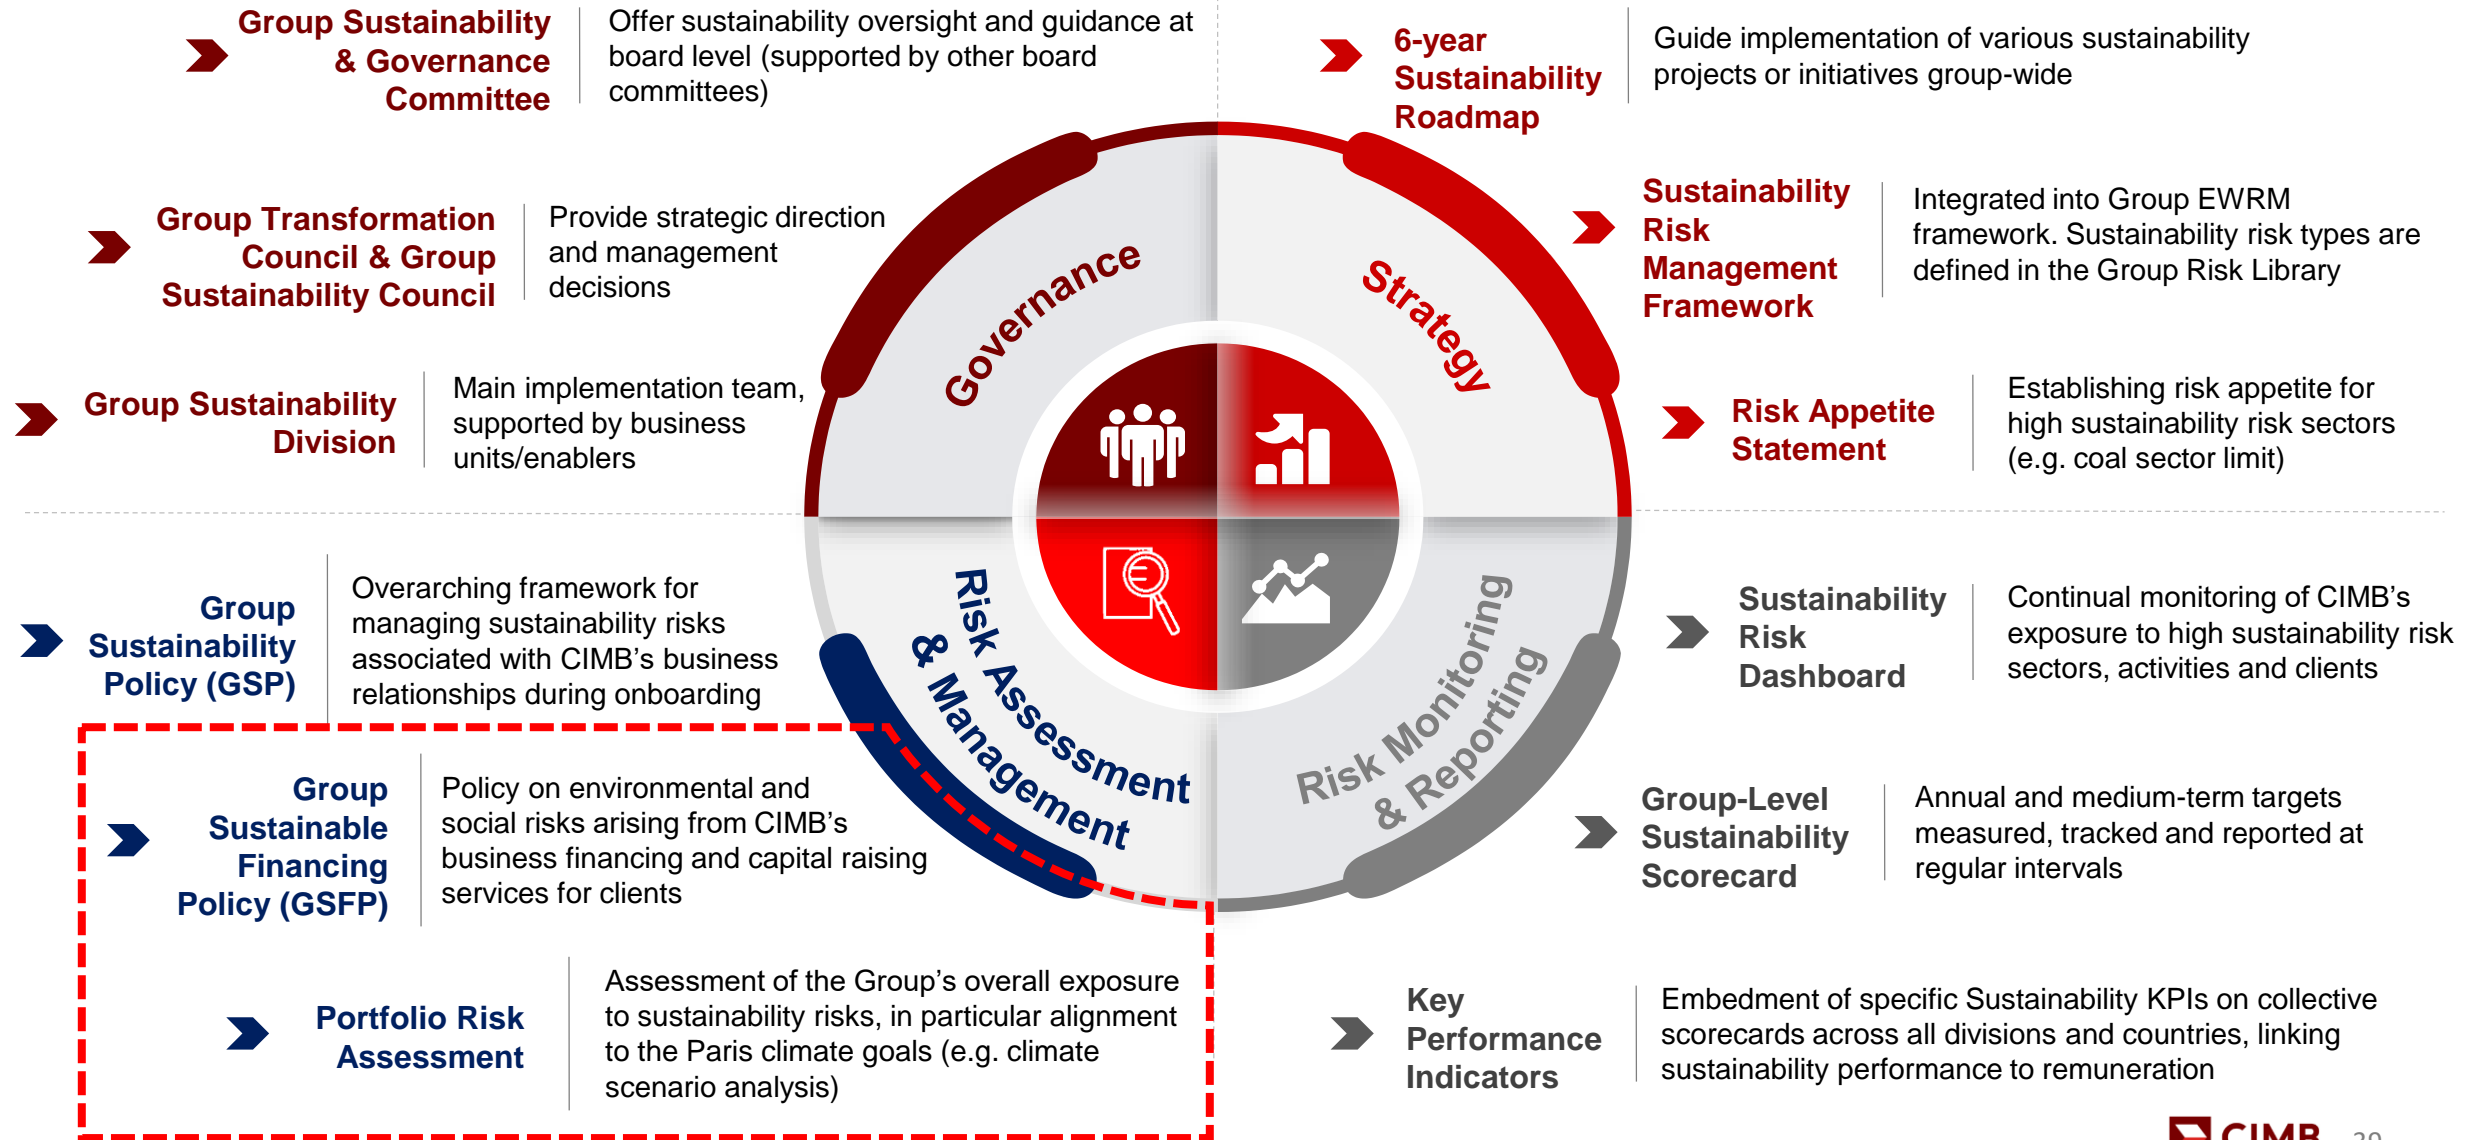 Group Sustainability
& Governance
Committee
Offer sustainability oversight and guidance at
board level (supported by other board
committees)
Group Transformation
Council & Group
Sustainability Council
Provide strategic direction
and management
decisions
Group Sustainability
Division
Main implementation team,
supported by business
units/enablers
6-year
Sustainability
Roadmap
Guide implementation of various sustainability
projects or initiatives group-wide
Sustainability
Risk
Management
Framework
Integrated into Group EWRM
framework. Sustainability risk types are
defined in the Group Risk Library
Risk Appetite
Statement
Establishing risk appetite for
high sustainability risk sectors
(e.g. coal sector limit)
Governance
Strategy
Risk Assessment
& Management
Risk Monitoring
& Reporting
Group
Sustainability
Policy (GSP)
Overarching framework for
managing sustainability risks
associated with CIMB’s business
relationships during onboarding
Group
Sustainable
Financing
Policy (GSFP)
Policy on environmental and
social risks arising from CIMB’s
business financing and capital raising
services for clients
Portfolio Risk
Assessment
Assessment of the Group’s overall exposure
to sustainability risks, in particular alignment
to the Paris climate goals (e.g. climate
scenario analysis)
Sustainability
Risk
Dashboard
Continual monitoring of CIMB’s
exposure to high sustainability risk
sectors, activities and clients
Group-Level
Sustainability
Scorecard
Annual and medium-term targets
measured, tracked and reported at
regular intervals
Key
Performance
Indicators
Embedment of specific Sustainability KPIs on collective
scorecards across all divisions and countries, linking
sustainability performance to remuneration
CIMB